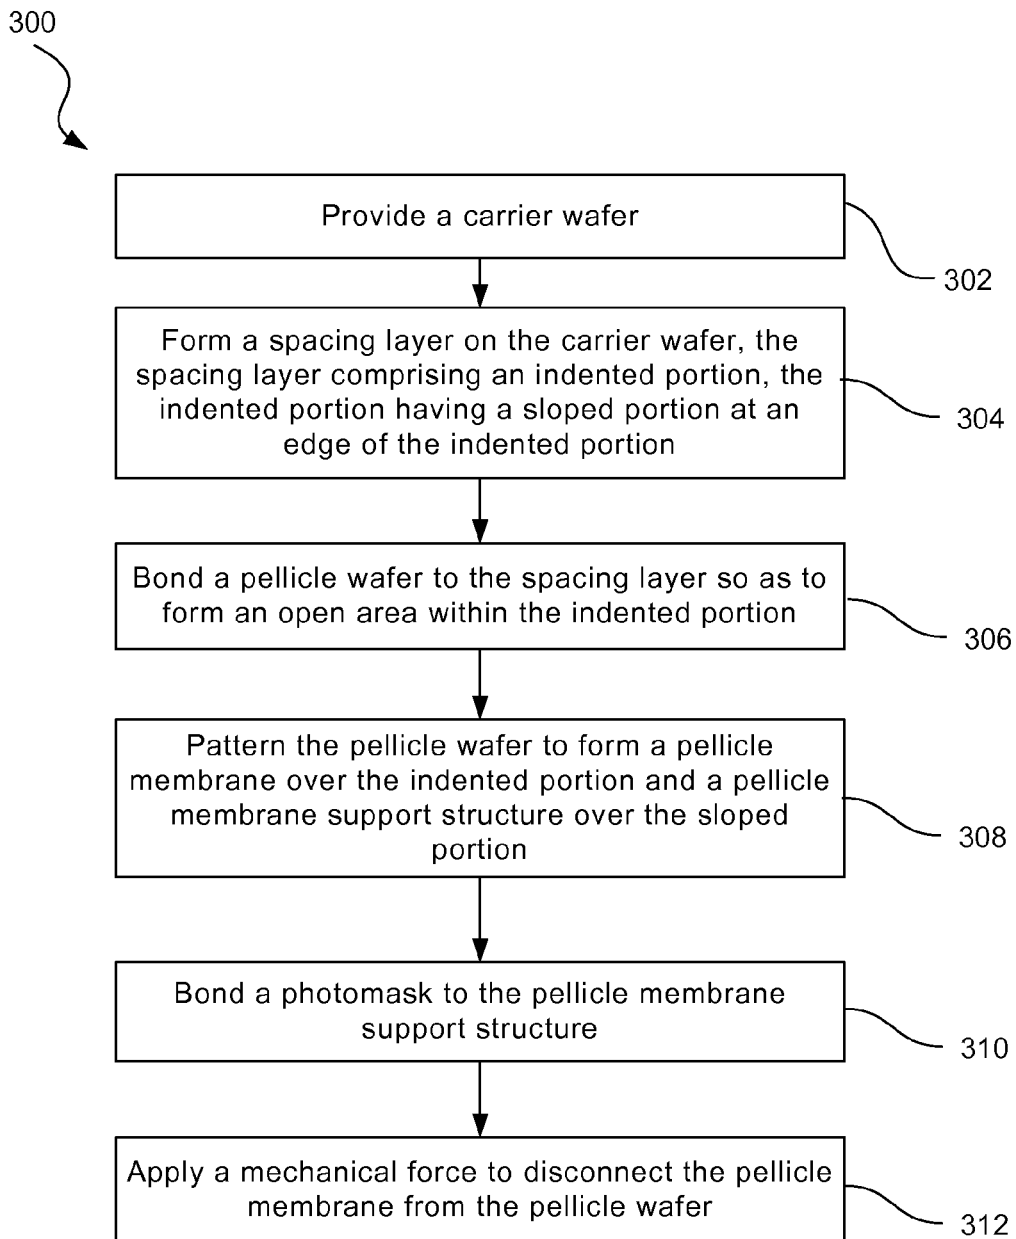 300
Provide a carrier wafer
302
Form a spacing layer on the carrier wafer, the
spacing layer comprising an indented portion, the
indented portion having a sloped portion at an
edge of the indented portion
304
Bond a pellicle wafer to the spacing layer so as to
form an open area within the indented portion
306
Pattern the pellicle wafer to form a pellicle
membrane over the indented portion and a pellicle
membrane support structure over the sloped
portion
308
Bond a photomask to the pellicle membrane
support structure
310
Apply a mechanical force to disconnect the pellicle
membrane from the pellicle wafer
312